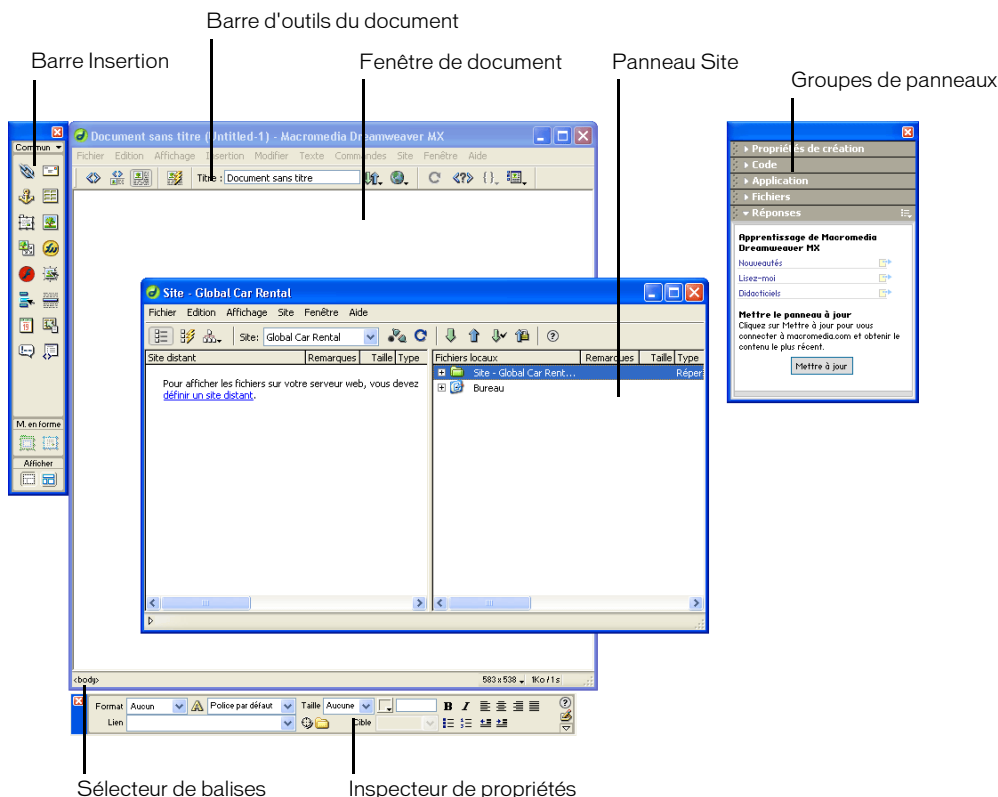 Barre d'outils du document
Barre Insertion
Fenêtre de document
Panneau Site
Groupes de panneaux
Commun
Document sans titre (Untitled-1) - Macromedia Dreamweaver MX
Fichier Edition Affichage Insertion Modifier Texte Commandes Site Fenêtre Aide
Titre : Document sans titre
Propriétés de création
Code
Application
Fichiers
Réponses
Apprentissage de Macromedia
Dreamweaver MX
Nouveautés
Lisez-moi
Didacticiels
Mettre le panneau à jour
Cliquez sur Mettre à jour pour vous
connecter à macromedia.com et obtenir le
contenu le plus récent.
Mettre à jour
Site - Global Car Rental
Fichier Edition Affichage Site Fenêtre Aide
Site: Global Car Rental
Site distant Remarques Taille Type
Fichiers locaux Remarques Taille Type
Site - Global Car Rent... Réper
Bureau
Pour afficher les fichiers sur votre serveur web, vous devez
définir un site distant.
M. en forme
Afficher
<body>
583 x 538 1Ko / 1 s
Format Aucun Police par défaut Taille Aucune B I
Lien Cible
Sélecteur de balises
Inspecteur de propriétés